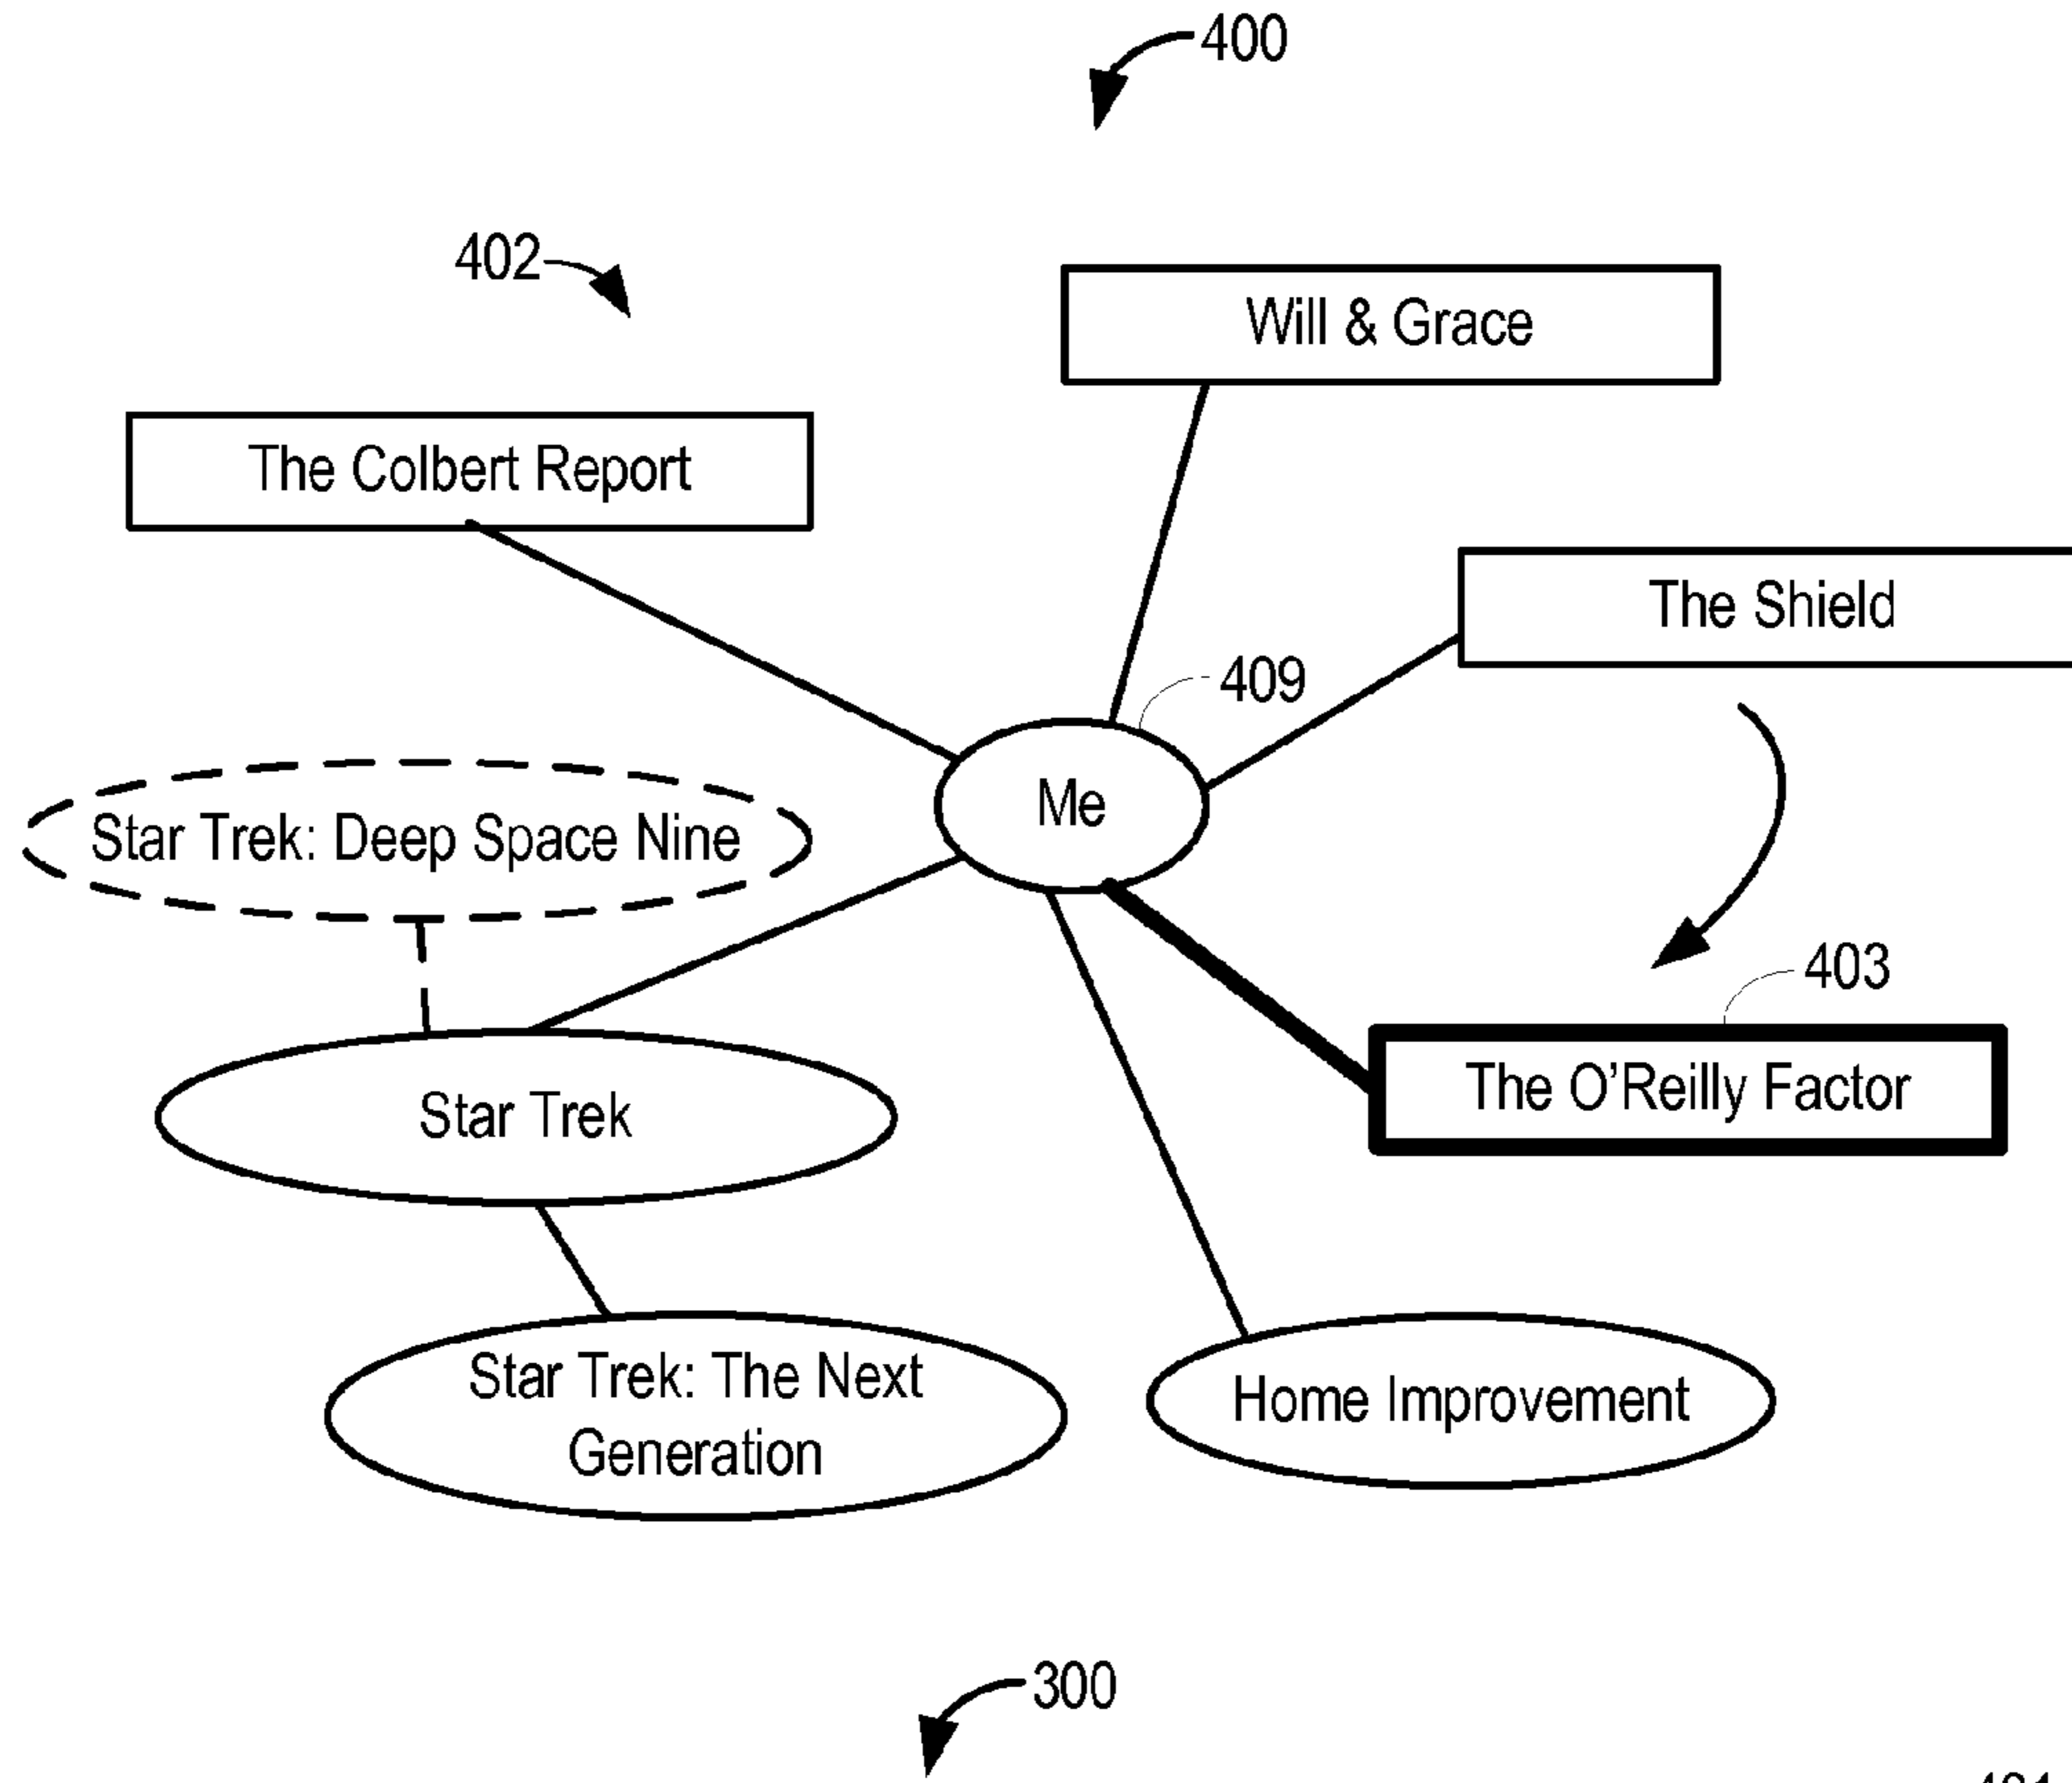 400
402
Will & Grace
The Colbert Report
The Shield
409
Me
Star Trek: Deep Space Nine
403
The O'Reilly Factor
Star Trek
Star Trek: The Next
Generation
Home Improvement
300